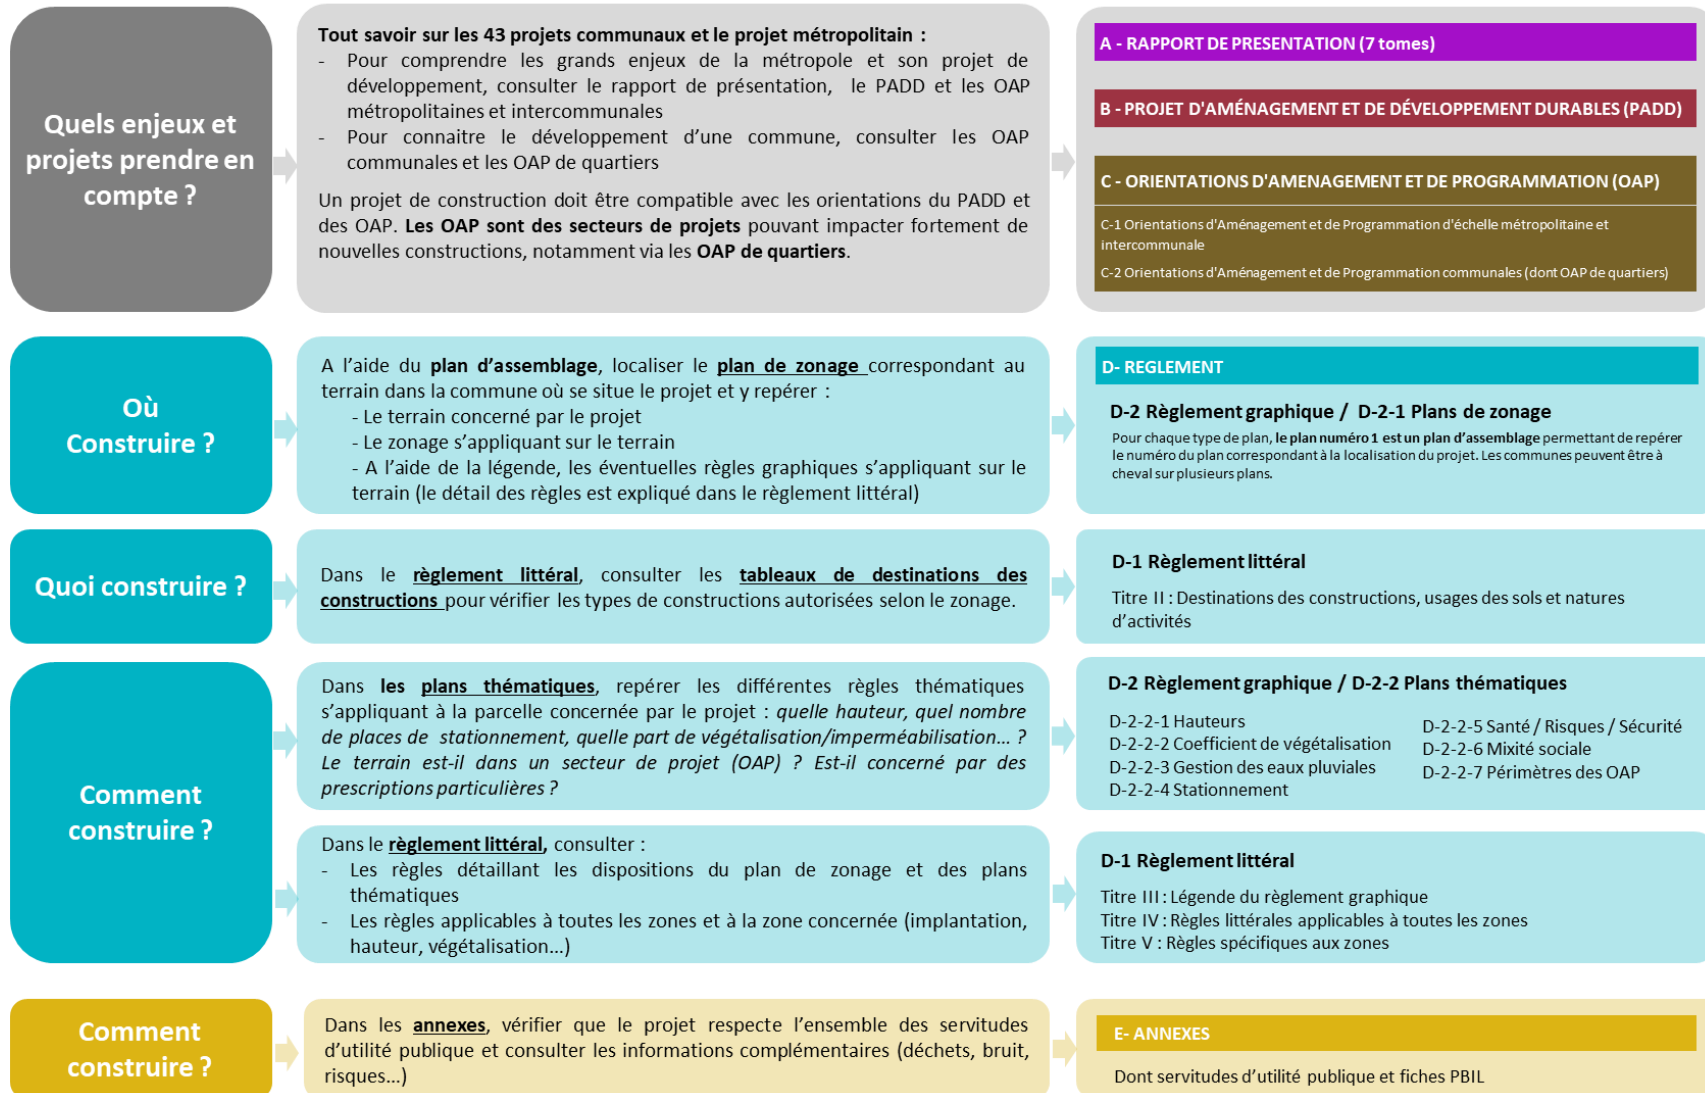 Quels enjeux et
projets prendre en
compte ?
Tout savoir sur les 43 projets communaux et le projet métropolitain :
- Pour comprendre les grands enjeux de la métropole et son projet de
développement, consulter le rapport de présentation, le PADD et les OAP
métropolitaines et intercommunales
- Pour connaitre le développement d’une commune, consulter les OAP
communales et les OAP de quartiers
Un projet de construction doit être compatible avec les orientations du PADD et
des OAP. Les OAP sont des secteurs de projets pouvant impacter fortement de
nouvelles constructions, notamment via les OAP de quartiers.
A - RAPPORT DE PRESENTATION (7 tomes)
B - PROJET D'AMÉNAGEMENT ET DE DÉVELOPPEMENT DURABLES (PADD)
C - ORIENTATIONS D'AMENAGEMENT ET DE PROGRAMMATION (OAP)
C-1 Orientations d'Aménagement et de Programmation d'échelle métropolitaine et
intercommunale
C-2 Orientations d'Aménagement et de Programmation communales (dont OAP de quartiers)
Où
Construire ?
A l’aide du plan d’assemblage, localiser le plan de zonage correspondant au
terrain dans la commune où se situe le projet et y repérer :
- Le terrain concerné par le projet
- Le zonage s’appliquant sur le terrain
- A l’aide de la légende, les éventuelles règles graphiques s’appliquant sur le
terrain (le détail des règles est expliqué dans le règlement littéral)
D- REGLEMENT
D-2 Règlement graphique / D-2-1 Plans de zonage
Pour chaque type de plan, le plan numéro 1 est un plan d’assemblage permettant de repérer
le numéro du plan correspondant à la localisation du projet. Les communes peuvent être à
cheval sur plusieurs plans.
Quoi construire ?
Dans le règlement littéral, consulter les tableaux de destinations des
constructions pour vérifier les types de constructions autorisées selon le zonage.
D-1 Règlement littéral
Titre II : Destinations des constructions, usages des sols et natures
d’activités
Comment
construire ?
Dans les plans thématiques, repérer les différentes règles thématiques
s’appliquant à la parcelle concernée par le projet : quelle hauteur, quel nombre
de places de stationnement, quelle part de végétalisation/imperméabilisation... ?
Le terrain est-il dans un secteur de projet (OAP) ? Est-il concerné par des
prescriptions particulières ?
D-2 Règlement graphique / D-2-2 Plans thématiques
D-2-2-1 Hauteurs
D-2-2-2 Coefficient de végétalisation
D-2-2-3 Gestion des eaux pluviales
D-2-2-4 Stationnement
D-2-2-5 Santé / Risques / Sécurité
D-2-2-6 Mixité sociale
D-2-2-7 Périmètres des OAP
Dans le règlement littéral, consulter :
- Les règles détaillant les dispositions du plan de zonage et des plans
thématiques
- Les règles applicables à toutes les zones et à la zone concernée (implantation,
hauteur, végétalisation...)
D-1 Règlement littéral
Titre III : Légende du règlement graphique
Titre IV : Règles littérales applicables à toutes les zones
Titre V : Règles spécifiques aux zones
Comment
construire ?
Dans les annexes, vérifier que le projet respecte l’ensemble des servitudes
d’utilité publique et consulter les informations complémentaires (déchets, bruit,
risques...)
E- ANNEXES
Dont servitudes d’utilité publique et fiches PBIL